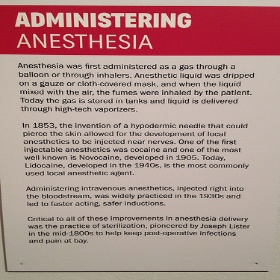 ADMINISTERING
ANESTHESIA
Anesthesia was first administered as a gas through a
balloon or through inhalers. Anesthetic liquid was dripped
on a gauze or cloth-covered mask, and when the liquid
mixed with the air, the fumes were inhaled by the patient.
Today the gas is stored in tanks and liquid is delivered
through high-tech vaporizers.
In 1853, the invention of a hypodermic needle that could
pierce the skin allowed for the development of local
anesthetics to be injected near nerves. One of the first
injectable anesthetics was cocaine and one of the most
well known is Novocaine, developed in 1905. Today,
Lidocaine, developed in the 1940s, is the most commonly
used local anesthetic agent.
Administering intravenous anesthetics, injected right into
the bloodstream, was widely practiced in the 1930s and
led to faster acting, safer inductions.
Critical to all of these improvements in anesthesia delivery
was the practice of sterilization, pioneered by Joseph Lister
in the mid-1800s to help keep post-operative infections
and pain at bay.